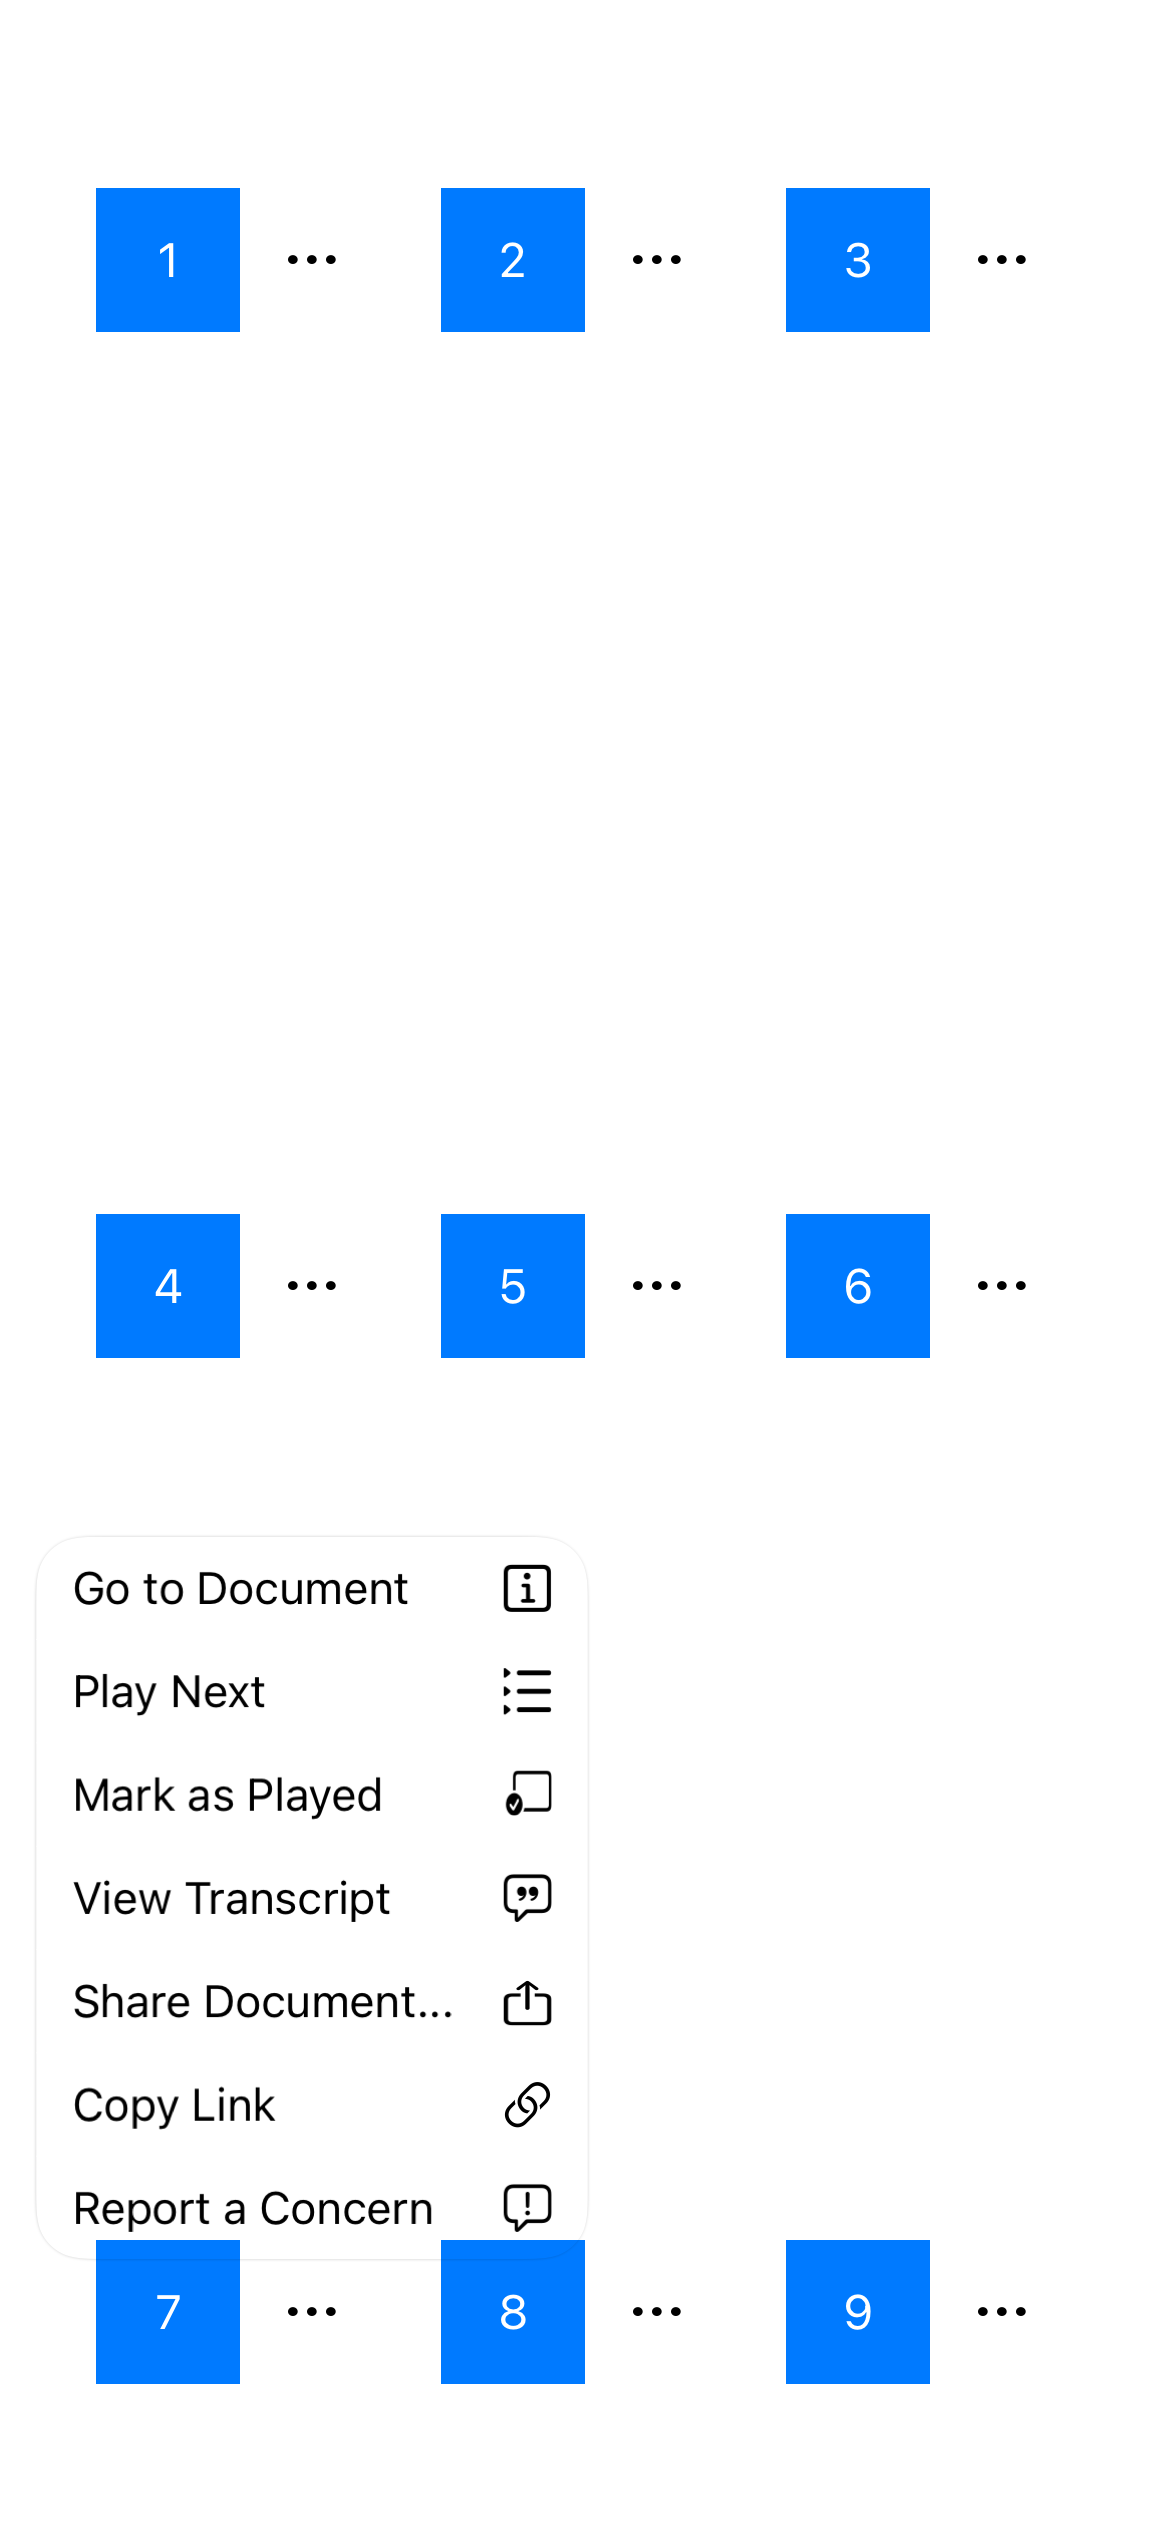 1 ... 2 ... 3 ...
4 ... 5 ... 6 ...
Go to Document
Play Next
Mark as Played
View Transcript
Share Document...
Copy Link
Report a Concern
7 ... 8 ... 9 ...